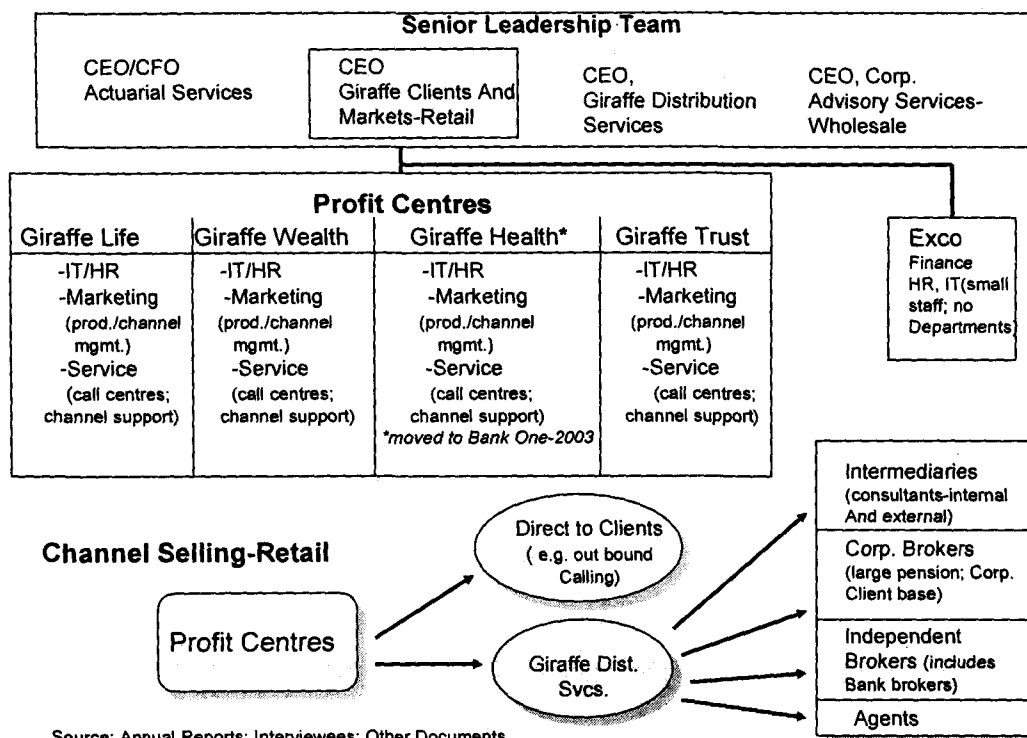 Senior Leadership Team
CEO/CFO
Actuarial Services
CEO
Giraffe Clients And
Markets-Retail
CEO,
Giraffe Distribution
Services
CEO, Corp.
Advisory Services-
Wholesale
Profit Centres
Giraffe Life
-IT/HR
-Marketing
(prod./channel
mgmt.)
-Service
(call centres;
channel support)
Giraffe Wealth
-IT/HR
-Marketing
(prod./channel
mgmt.)
-Service
(call centres;
channel support)
Giraffe Health*
-IT/HR
-Marketing
(prod./channel
mgmt.)
-Service
(call centres;
channel support)
*moved to Bank One-2003
Giraffe Trust
-IT/HR
-Marketing
(prod./channel
mgmt.)
-Service
(call centres;
channel support)
Exco
Finance
HR, IT(small
staff; no
Departments)
Channel Selling-Retail
Profit Centres
Direct to Clients
( e.g. out bound
Calling)
Giraffe Dist.
Svcs.
Intermediaries
(consultants-internal
And external)
Corp. Brokers
(large pension; Corp.
Client base)
Independent
Brokers (includes
Bank brokers)
Agents
Source: Annual Reports; Interviewees; Other Documents